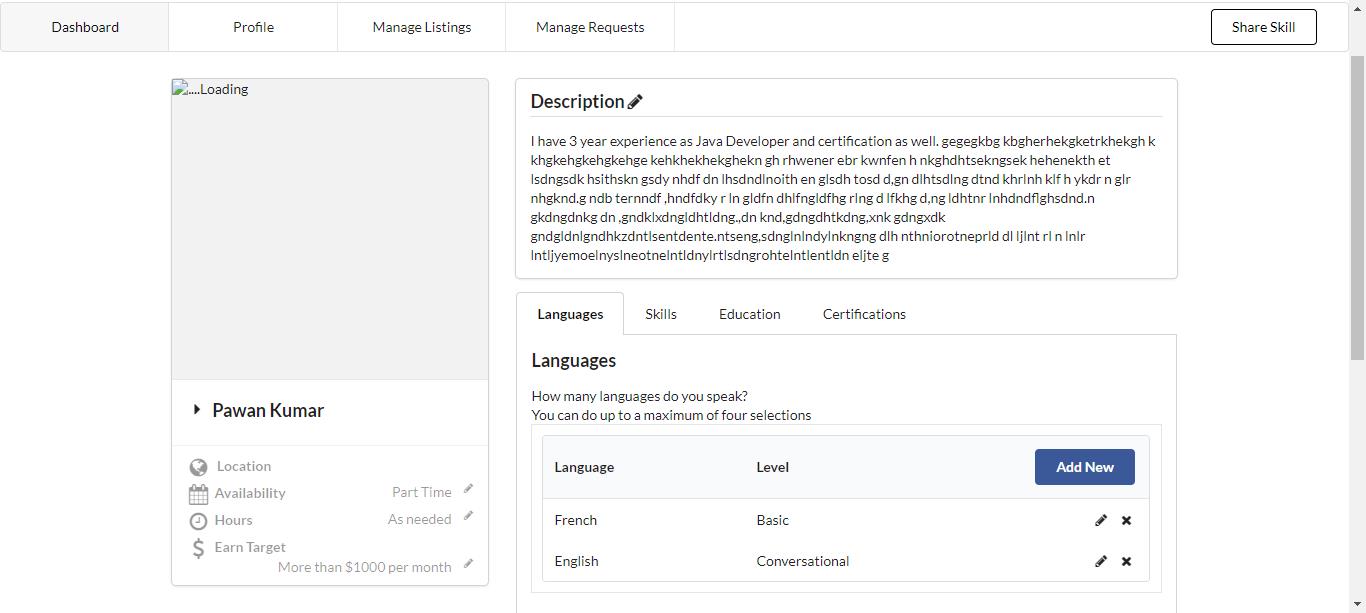 Dashboard
Profile
Manage Listings
Manage Requests
Share Skill
....Loading
Pawan Kumar
Location
Availability Part Time
Hours As needed
Earn Target
More than $1000 per month
Description
I have 3 year experience as Java Developer and certification as well. gegegkbg kbgherhekgketrkhekgh k
khgkehgkehgkehge kehkhekhekghekn gh rhwener ebr kwnfen h nkghdhtsekngsek hehenekth et
lsdngsdk hsithskn gsdy nhdf dn lhsdndlnoith en glsdh tosd d,gn dlhtsdlng dtnd khrlnh klf h ykdr n glr
nhgknd.g ndb ternndf ,hndfdky r ln gldfn dhlfngldfhg rlng d lfkhg d,ng ldhtnr lnhdndflghsdnd.n
gkdngdnkg dn ,gndklxdngldhtldng.,dn knd,gdngdhtkdng,xnk gdngxdk
gndgldnlgndhkzdntlsentdente.ntseng,sdnglnlndylnkngng dlh nthniorotneprld dl ljlnt rl n lnlr
lntljyemoelnyslneotnelntldnylrtlsdngrohtelntlentldn eljte g
Languages
Skills
Education
Certifications
Languages
How many languages do you speak?
You can do up to a maximum of four selections
Language Level Add New
French Basic
English Conversational